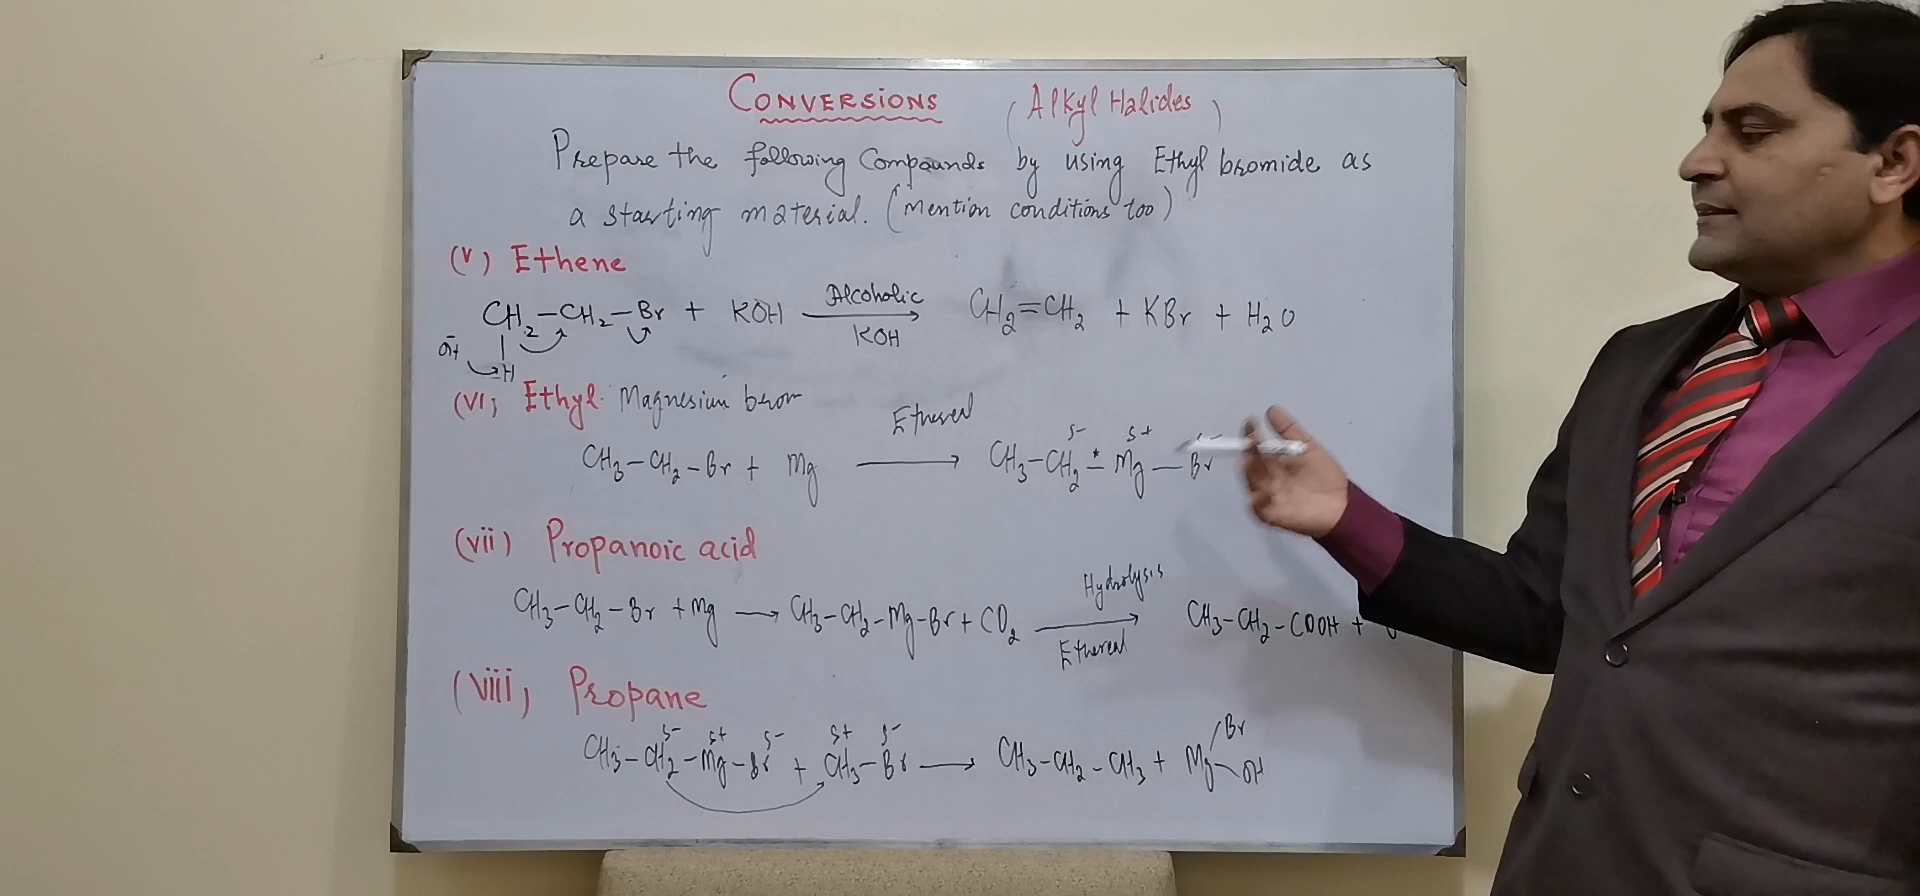 CONVERSIONS (Alkyl Halides)
Prepare the following Compounds by using Ethyl bromide as
a starting material. (Mention conditions too)
(v) Ethene
CH₂–CH₂–Br + KOH Alcoholic KOH CH₂=CH₂ + KBr + H₂O
H
(vi) Ethyl Magnesium brom
CH₃–CH₂–Br + Mg Ethereal CH₃–CH₂–Mg–Br
δ- δ+ δ-
(vii) Propanoic acid
CH₃–CH₂–Br + Mg → CH₃–CH₂–Mg–Br + CO₂ Hydrolysis Ethereal CH₃–CH₂–COOH +
(viii) Propane
δ- δ+ δ- δ+ δ-
CH₃–CH₂–Mg–Br + CH₃–Br → CH₃–CH₂–CH₃ + Mg Br OH